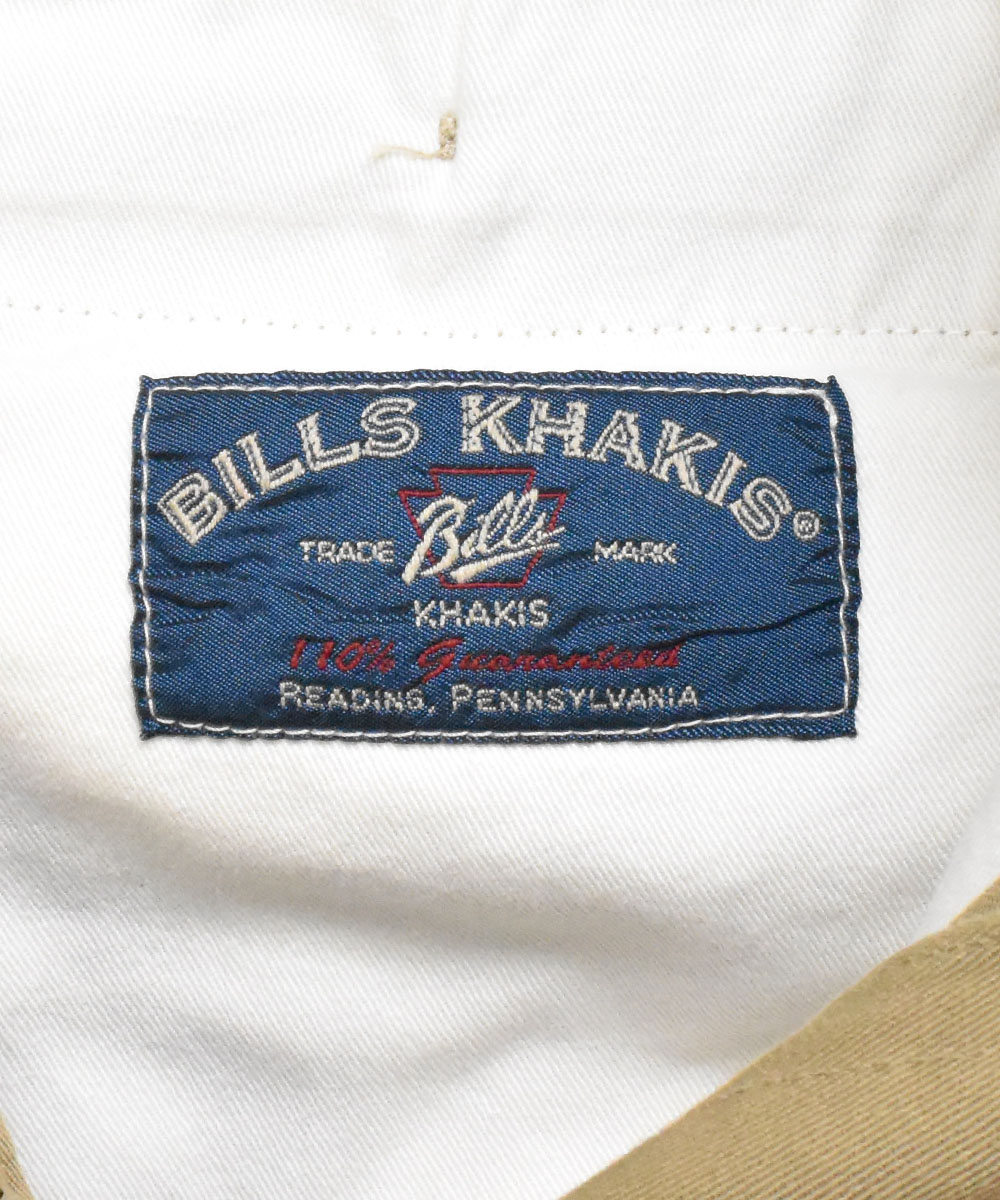 BILLS KHAKIS®
TRADE Bills MARK
KHAKIS
110% Guaranteed
READING, PENNSYLVANIA